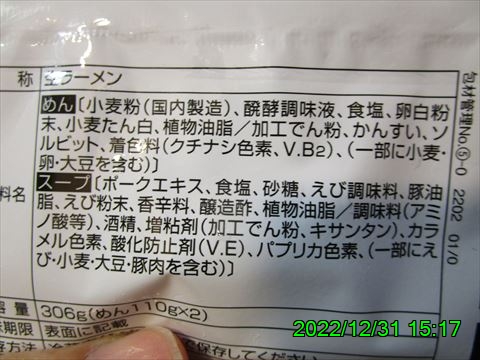 称 生ラーメン
めん〔小麦粉(国内製造)、醗酵調味液、食塩、卵白粉
末、小麦たん白、植物油脂/加工でん粉、かんすい、ソ
ルビット、着色料(クチナシ色素、V.B₂)、(一部に小麦・
卵・大豆を含む)〕
料名 スープ〔ポークエキス、食塩、砂糖、えび調味料、豚油
脂、えび粉末、香辛料、醸造酢、植物油脂/調味料(アミ
ノ酸等)、酒精、増粘剤(加工でん粉、キサンタン)、カラ
メル色素、酸化防止剤(V.E)、パプリカ色素、(一部にえ
び・小麦・大豆・豚肉を含む)〕
容量 306g(めん110g×2)
味期限 表面に記載
包材管理No.⑤-0 2202 01/0
2022/12/31 15:17